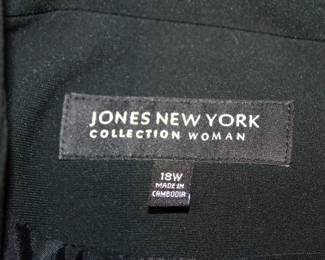 JONES NEW YORK
COLLECTION WOMAN
18W
MADE IN
CAMBODIA